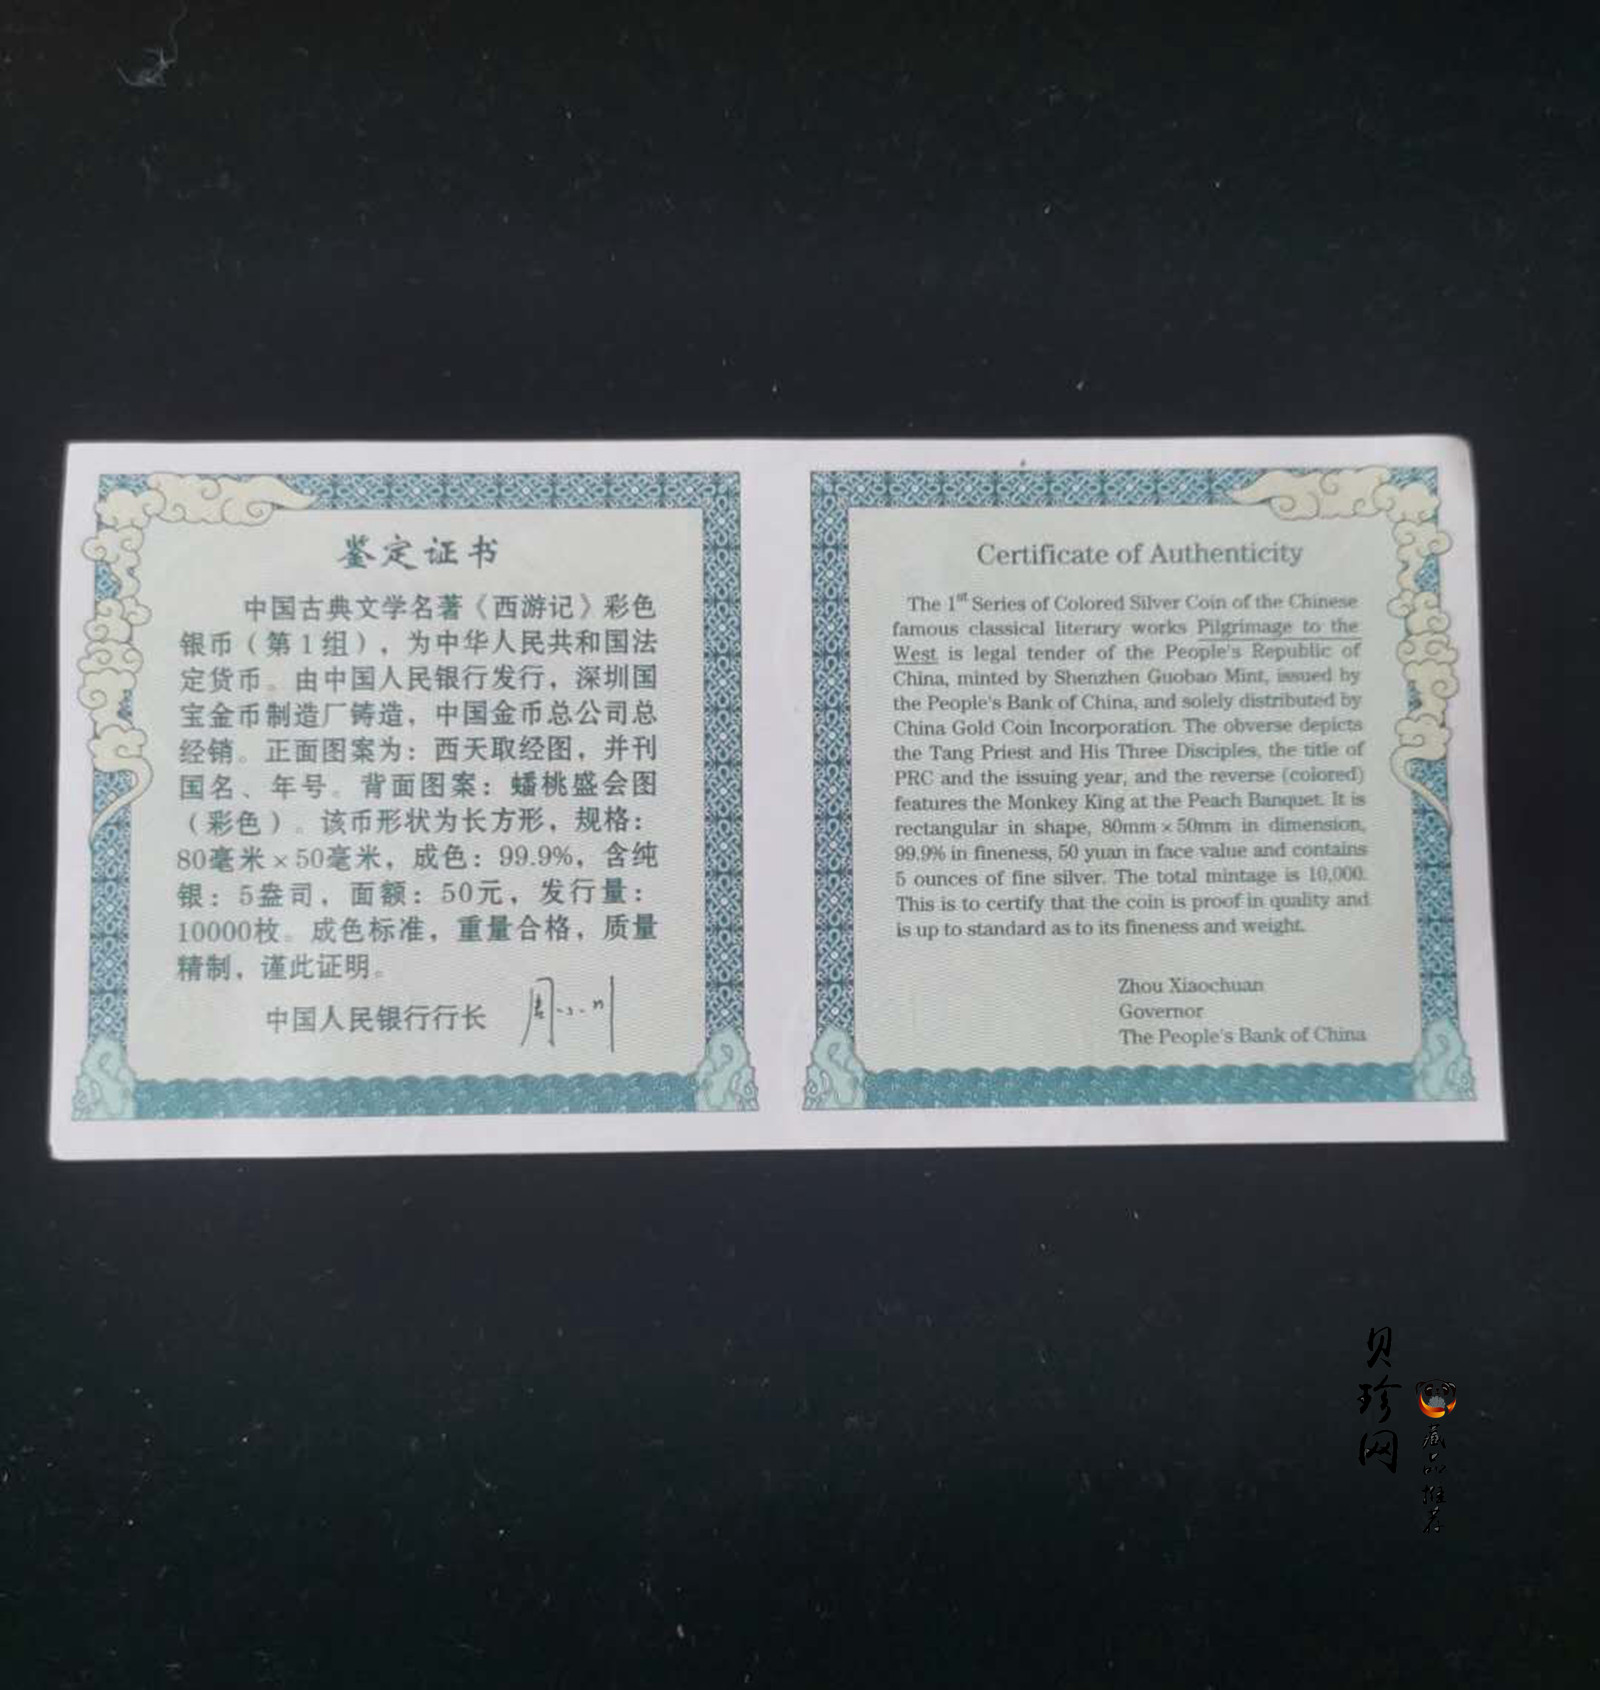 鉴定证书
中国古典文学名著《西游记》彩色
银币（第1组），为中华人民共和国法
定货币。由中国人民银行发行，深圳国
宝金币制造厂铸造，中国金币总公司总
经销。正面图案为：西天取经图，并刊
国名、年号。背面图案：蟠桃盛会图
（彩色）。该币形状为长方形，规格：
80毫米×50毫米，成色：99.9%，含纯
银：5盎司，面额：50元，发行量：
10000枚。成色标准，重量合格，质量
精制，谨此证明。
中国人民银行行长 周小川
Certificate of Authenticity
The 1st Series of Colored Silver Coin of the Chinese
famous classical literary works Pilgrimage to the
West is legal tender of the People's Republic of
China, minted by Shenzhen Guobao Mint, issued by
the People's Bank of China, and solely distributed by
China Gold Coin Incorporation. The obverse depicts
the Tang Priest and His Three Disciples, the title of
PRC and the issuing year, and the reverse (colored)
features the Monkey King at the Peach Banquet. It is
rectangular in shape, 80mm×50mm in dimension,
99.9% in fineness, 50 yuan in face value and contains
5 ounces of fine silver. The total mintage is 10,000.
This is to certify that the coin is proof in quality and
is up to standard as to its fineness and weight.
Zhou Xiaochuan
Governor
The People's Bank of China
贝珍网
藏品推荐